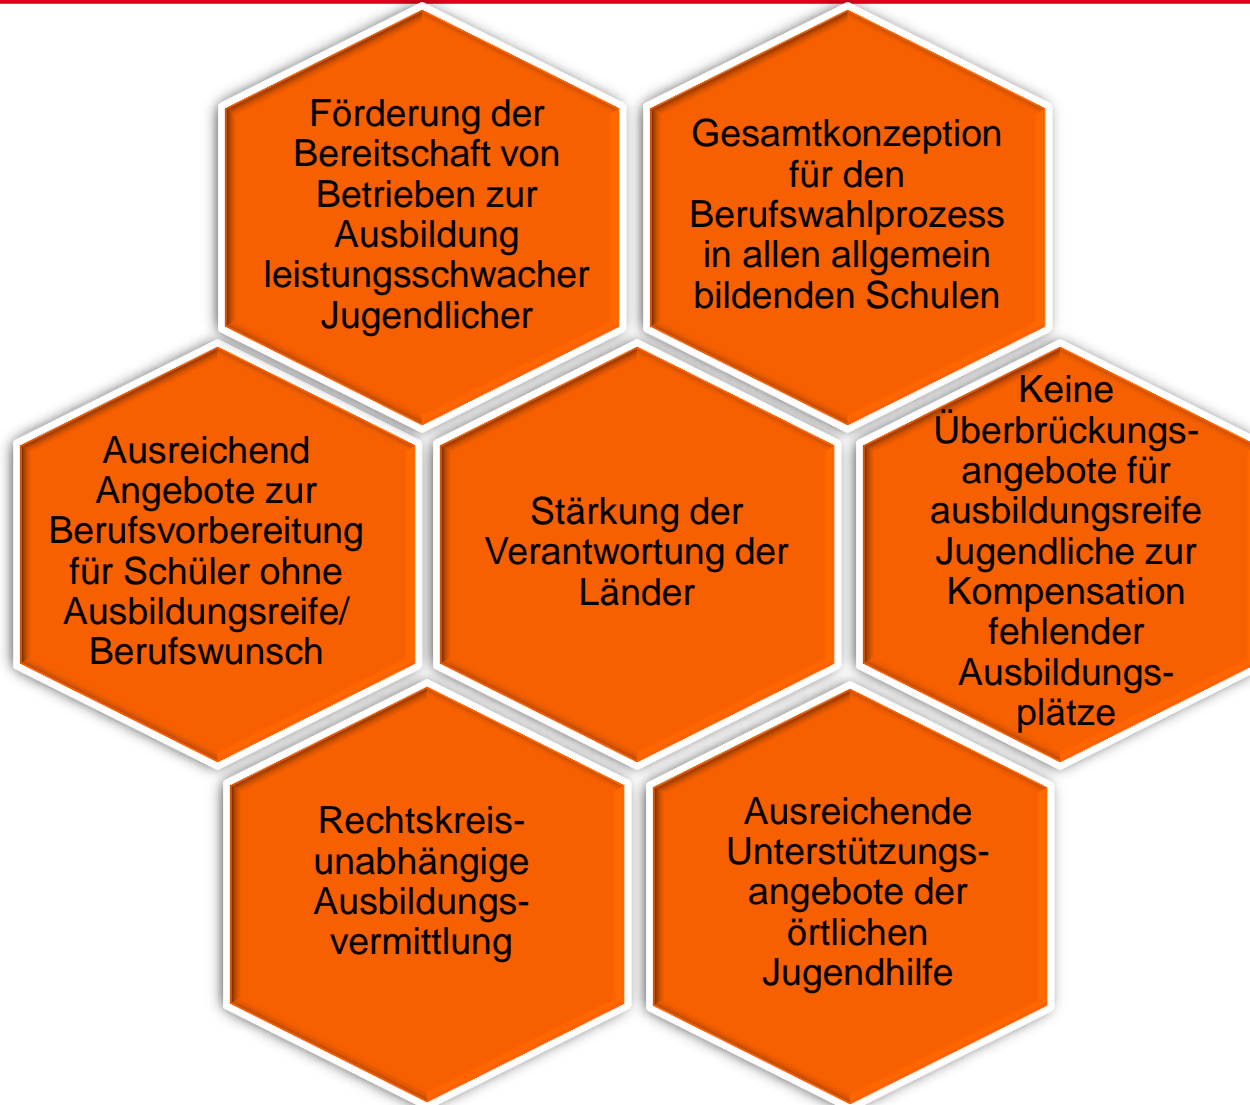 Förderung der
Bereitschaft von
Betrieben zur
Ausbildung
leistungsschwacher
Jugendlicher
Gesamtkonzeption
für den
Berufswahlprozess
in allen allgemein
bildenden Schulen
Ausreichend
Angebote zur
Berufsvorbereitung
für Schüler ohne
Ausbildungsreife/
Berufswunsch
Stärkung der
Verantwortung der
Länder
Keine
Überbrückungs-
angebote für
ausbildungsreife
Jugendliche zur
Kompensation
fehlender
Ausbildungs-
plätze
Rechtskreis-
unabhängige
Ausbildungs-
vermittlung
Ausreichende
Unterstützungs-
angebote der
örtlichen
Jugendhilfe